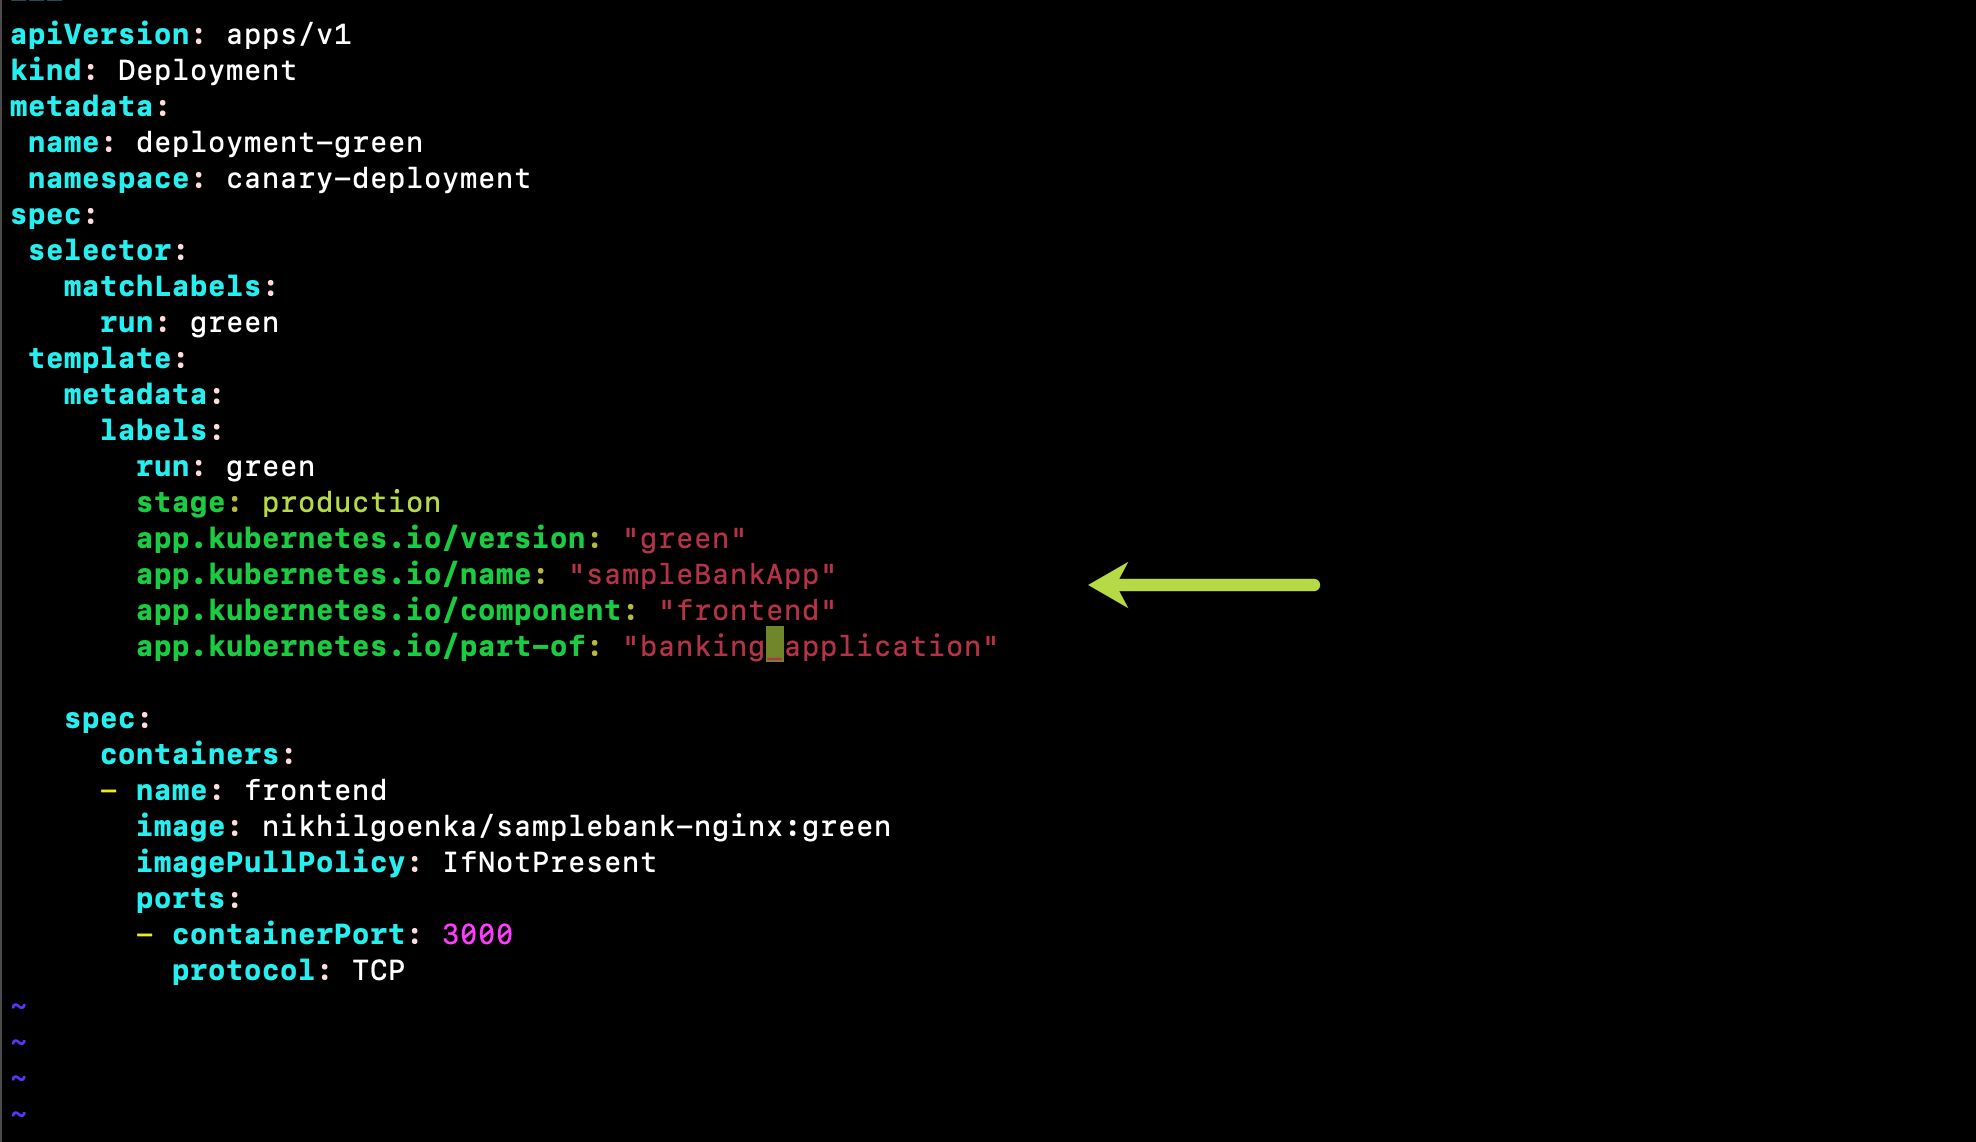 ---
apiVersion: apps/v1
kind: Deployment
metadata:
 name: deployment-green
 namespace: canary-deployment
spec:
 selector:
   matchLabels:
     run: green
 template:
   metadata:
     labels:
       run: green
       stage: production
       app.kubernetes.io/version: "green"
       app.kubernetes.io/name: "sampleBankApp"
       app.kubernetes.io/component: "frontend"
       app.kubernetes.io/part-of: "banking_application"

   spec:
     containers:
     - name: frontend
       image: nikhilgoenka/samplebank-nginx:green
       imagePullPolicy: IfNotPresent
       ports:
       - containerPort: 3000
         protocol: TCP
~
~
~
~